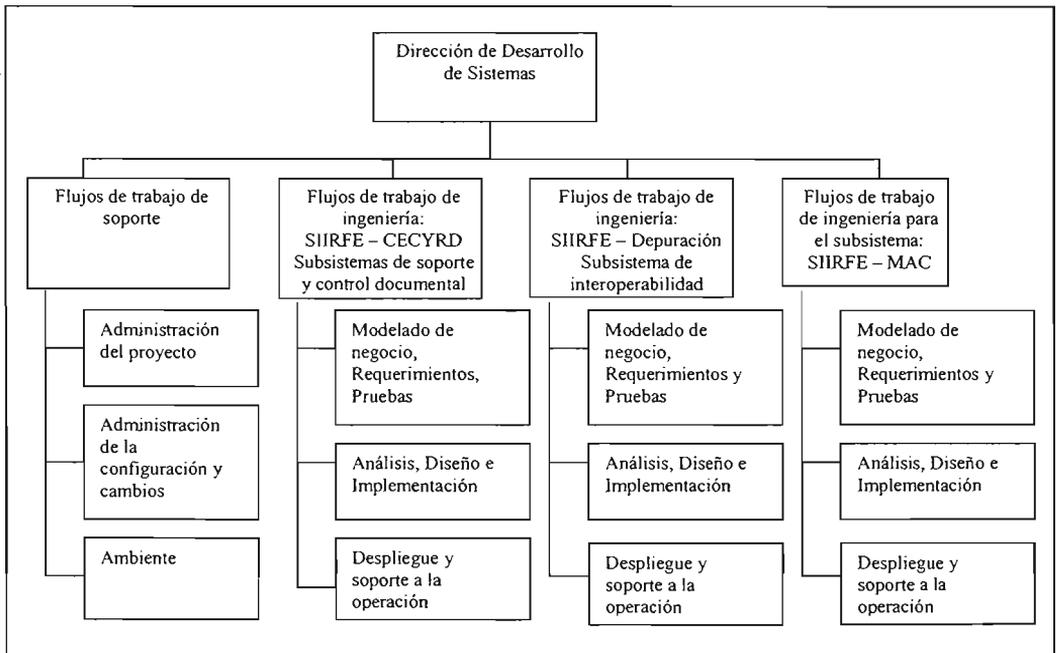 Dirección de Desarrollo
de Sistemas
Flujos de trabajo de
soporte
Flujos de trabajo de
ingeniería:
SIIRFE – CECYRD
Subsistemas de soporte
y control documental
Flujos de trabajo de
ingeniería:
SIIRFE – Depuración
Subsistema de
interoperabilidad
Flujos de trabajo
de ingeniería para
el subsistema:
SIIRFE – MAC
Administración
del proyecto
Administración
de la
configuración y
cambios
Ambiente
Modelado de
negocio,
Requerimientos,
Pruebas
Análisis, Diseño e
Implementación
Despliegue y
soporte a la
operación
Modelado de
negocio,
Requerimientos y
Pruebas
Análisis, Diseño e
Implementación
Despliegue y
soporte a la
operación
Modelado de
negocio,
Requerimientos y
Pruebas
Análisis, Diseño e
Implementación
Despliegue y
soporte a la
operación